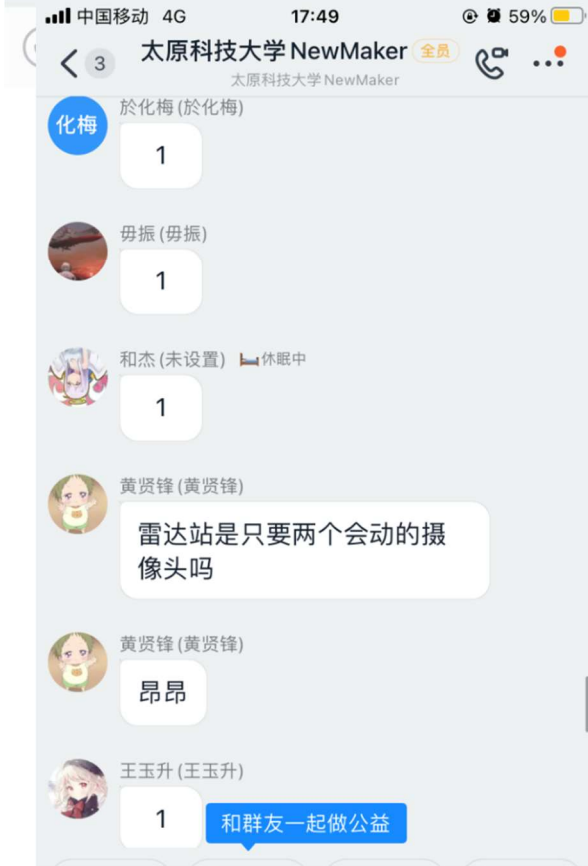 中国移动 4G 17:49 59%
3 太原科技大学NewMaker 全员
太原科技大学NewMaker
化梅 於化梅(於化梅)
1
毋振(毋振)
1
和杰(未设置) 休眠中
1
黄贤锋(黄贤锋)
雷达站是只要两个会动的摄
像头吗
黄贤锋(黄贤锋)
昂昂
王玉升(王玉升)
1
和群友一起做公益